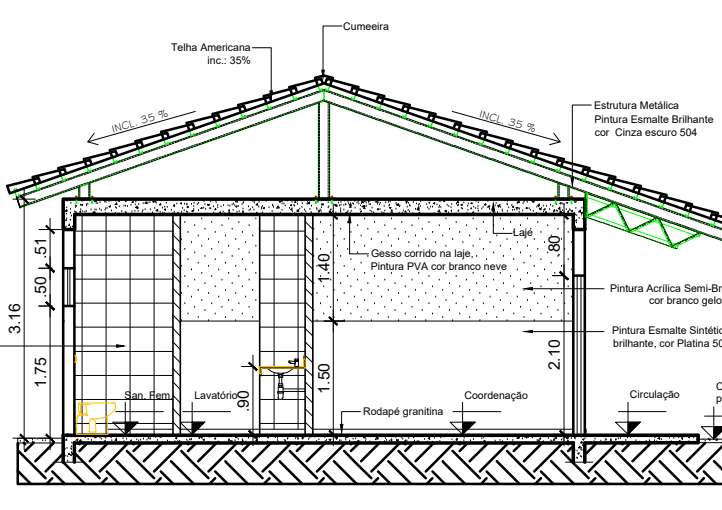 Cumeeira
Telha Americana
inc.: 35%
INCL. 35 %
INCL. 35 %
Estrutura Metálica
Pintura Esmalte Brilhante
cor Cinza escuro 504
Laje
Gesso corrido na laje,
Pintura PVA cor branco neve
.51
.50
3.16
1.75
1.40
.80
Pintura Acrílica Semi-Br
cor branco gelo
Pintura Esmalte Sintétic
brilhante, cor Platina 50
2.10
1.50
.90
San. Fem.
Lavatório
Coordenação
Circulação
Rodapé granitina
C
p